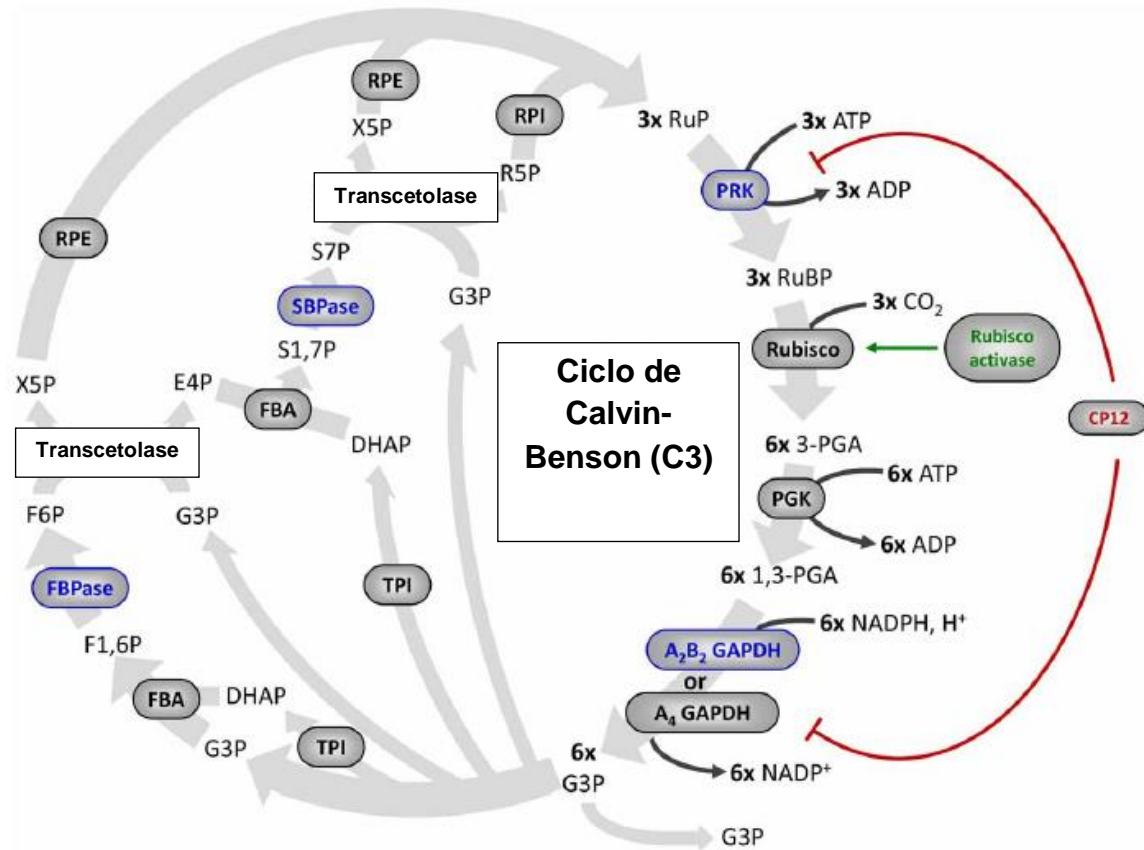 RPE
X5P
RPI
R5P
Transcetolase
3x RuP
3x ATP
PRK
3x ADP
RPE
S7P
G3P
SBPase
S1,7P
3x RuBP
3x CO₂
Rubisco
Rubisco
activase
X5P
E4P
FBA
DHAP
Ciclo de
Calvin-
Benson (C3)
CP12
Transcetolase
6x 3-PGA
6x ATP
PGK
6x ADP
F6P
G3P
6x 1,3-PGA
FBPase
TPI
F1,6P
6x NADPH, H⁺
A₂B₂ GAPDH
or
A₄ GAPDH
FBA
DHAP
G3P
TPI
6x
G3P
6x NADP⁺
G3P